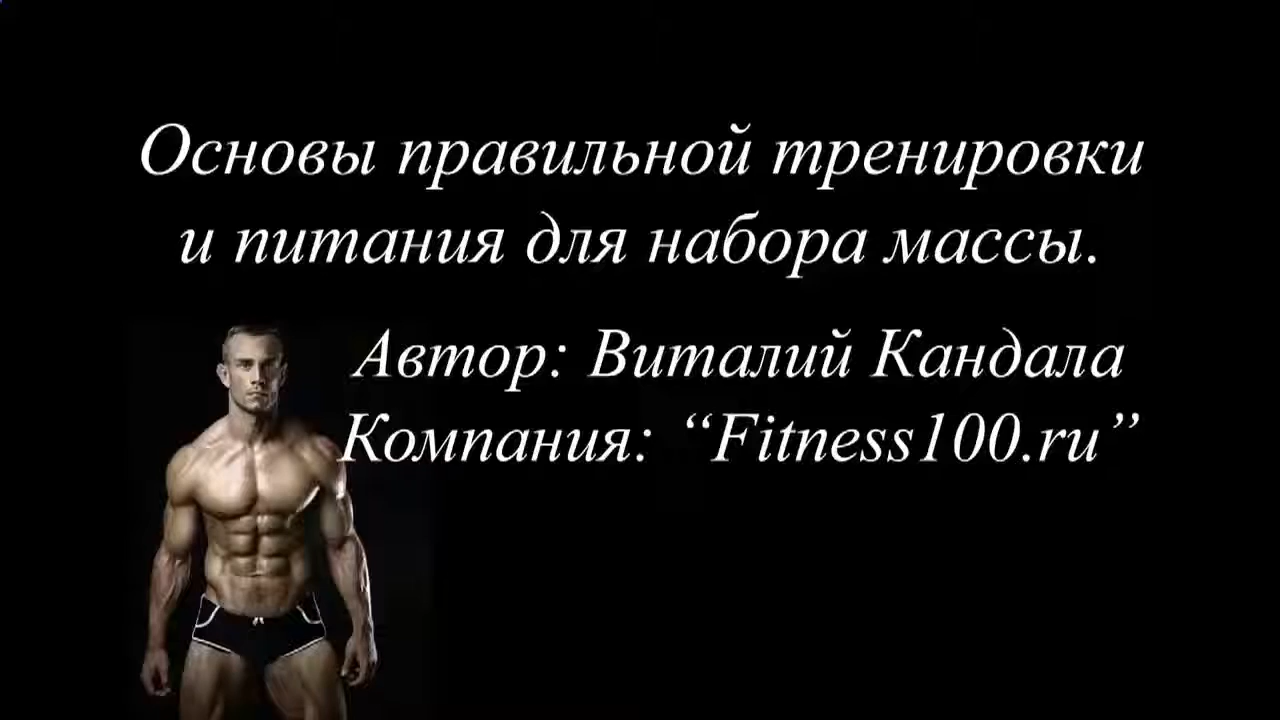 Основы правильной тренировки
и питания для набора массы.
Автор: Виталий Кандала
Компания: “Fitness100.ru”